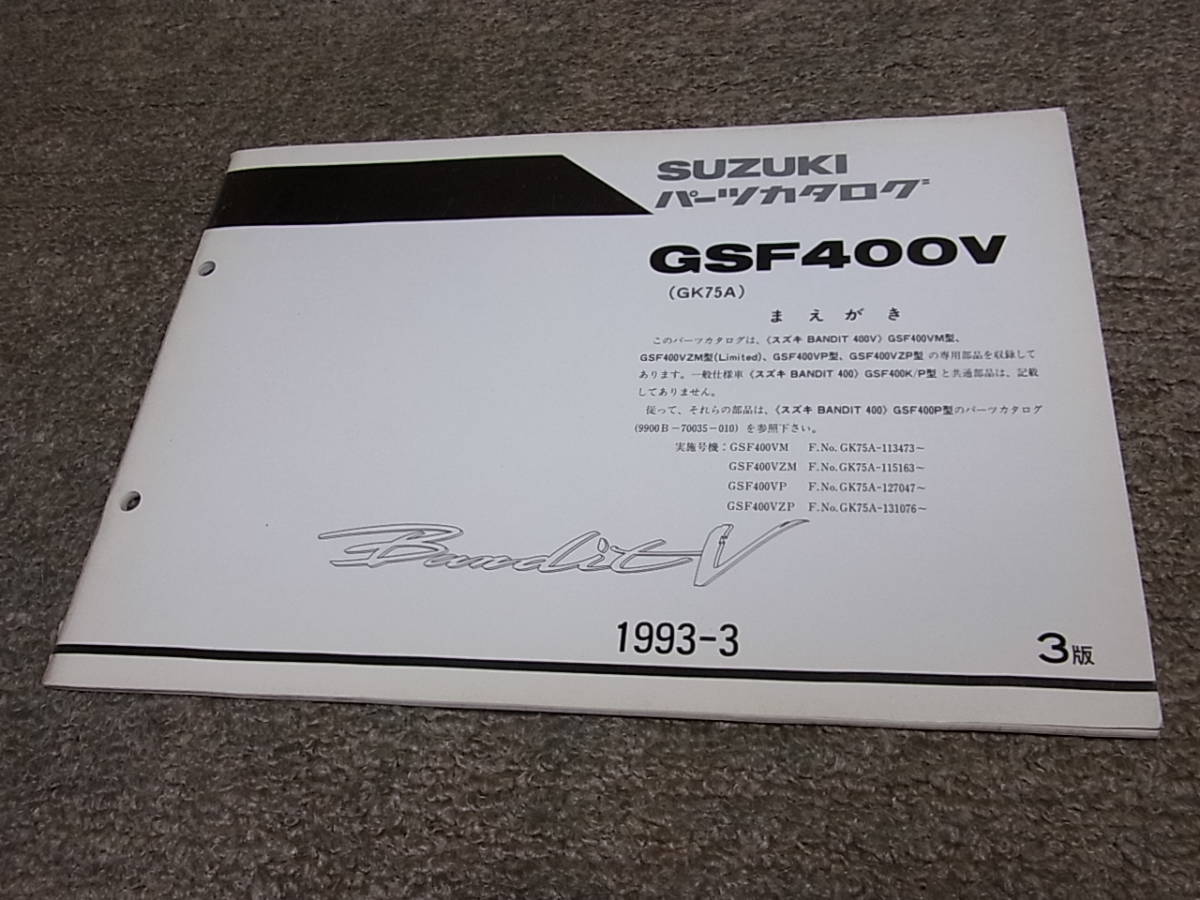 SUZUKI
パーツカタログ
GSF400V
(GK75A)
まえがき
このパーツカタログは、〈スズキ BANDIT 400V〉GSF400VM型、
GSF400VZM型(Limited)、GSF400VP型、GSF400VZP型 の専用部品を収録して
あります。一般仕様車〈スズキ BANDIT 400〉GSF400K/P型 と共通部品は、記載
してありません。
従って、それらの部品は、〈スズキ BANDIT 400〉GSF400P型のパーツカタログ
(9900B-70035-010) を参照下さい。
実施号機：GSF400VM F.No.GK75A-113473～
GSF400VZM F.No.GK75A-115163～
GSF400VP F.No.GK75A-127047～
GSF400VZP F.No.GK75A-131076～
Bandit V
1993-3
3版